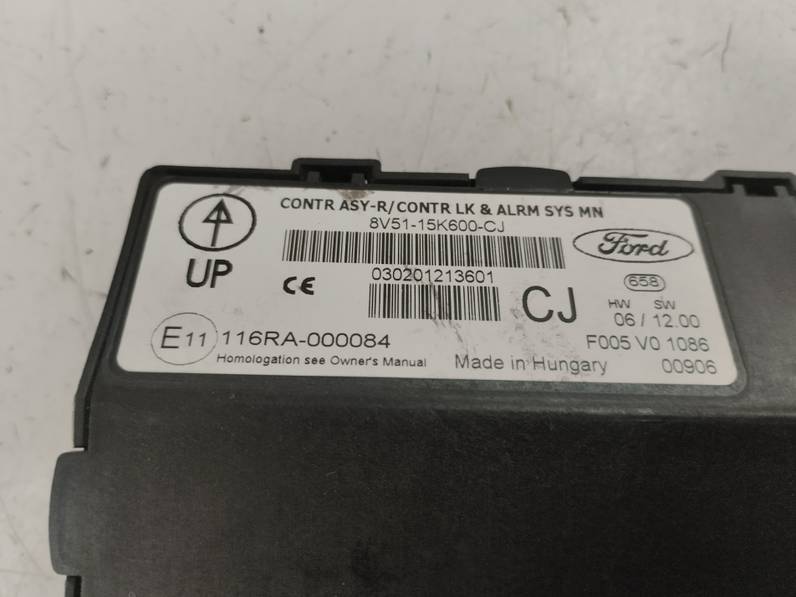 CONTR ASY-R/CONTR LK & ALRM SYS MN
8V51-15K600-CJ
Ford
UP
CE
030201213601
CJ
658
HW SW
06 / 12.00
E11 116RA-000084
F005 V0 1086
Homologation see Owner's Manual
Made in Hungary
00906